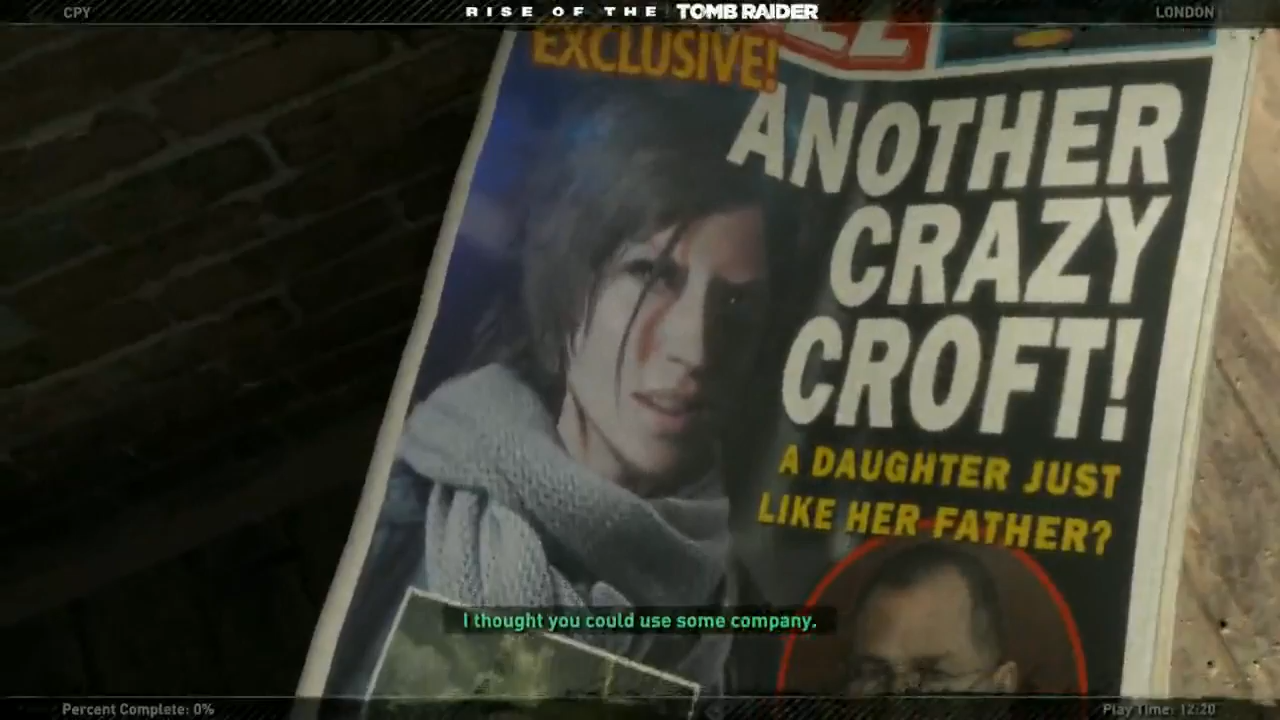 CPY
RISE OF THE TOMB RAIDER
LONDON
EXCLUSIVE!
ANOTHER
CRAZY
CROFT!
A DAUGHTER JUST
LIKE HER FATHER?
I thought you could use some company.
Percent Complete: 0%
Play Time: 12:20